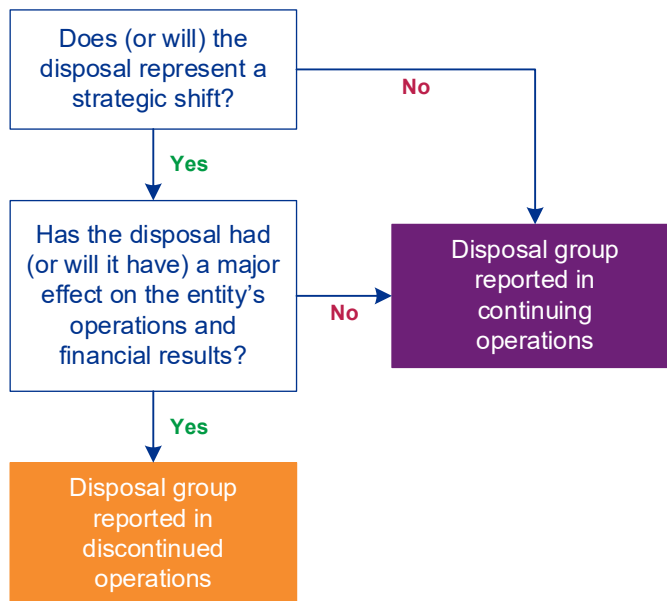 Does (or will) the
disposal represent a
strategic shift?
No
Yes
Has the disposal had
(or will it have) a major
effect on the entity’s
operations and
financial results?
No
Disposal group
reported in
continuing
operations
Yes
Disposal group
reported in
discontinued
operations